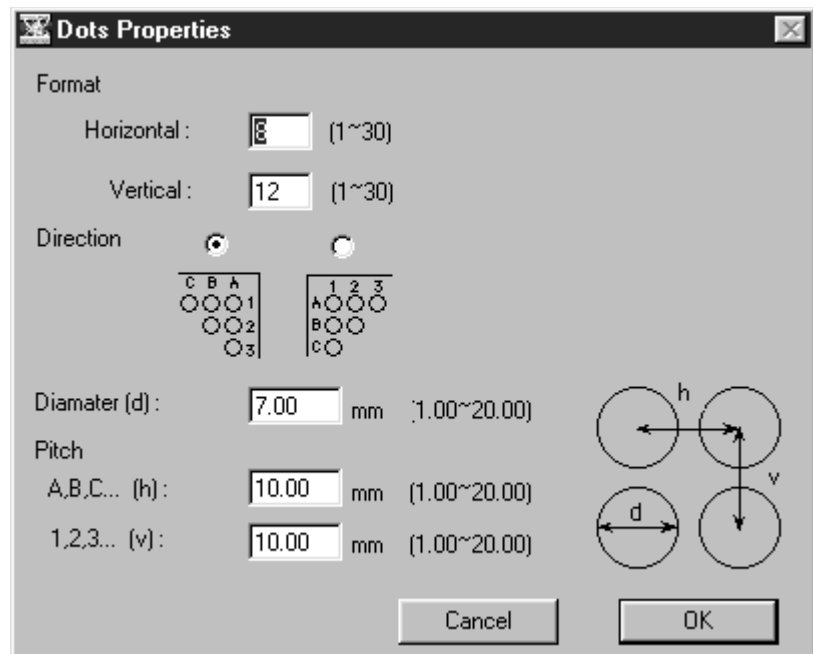 Dots Properties
Format
Horizontal : 8 (1~30)
Vertical : 12 (1~30)
Direction
C B A
1
2
3
1 2 3
A
B
C
Diamater (d) : 7.00 mm (1.00~20.00)
Pitch
A,B,C... (h) : 10.00 mm (1.00~20.00)
1,2,3... (v) : 10.00 mm (1.00~20.00)
h
v
d
Cancel OK